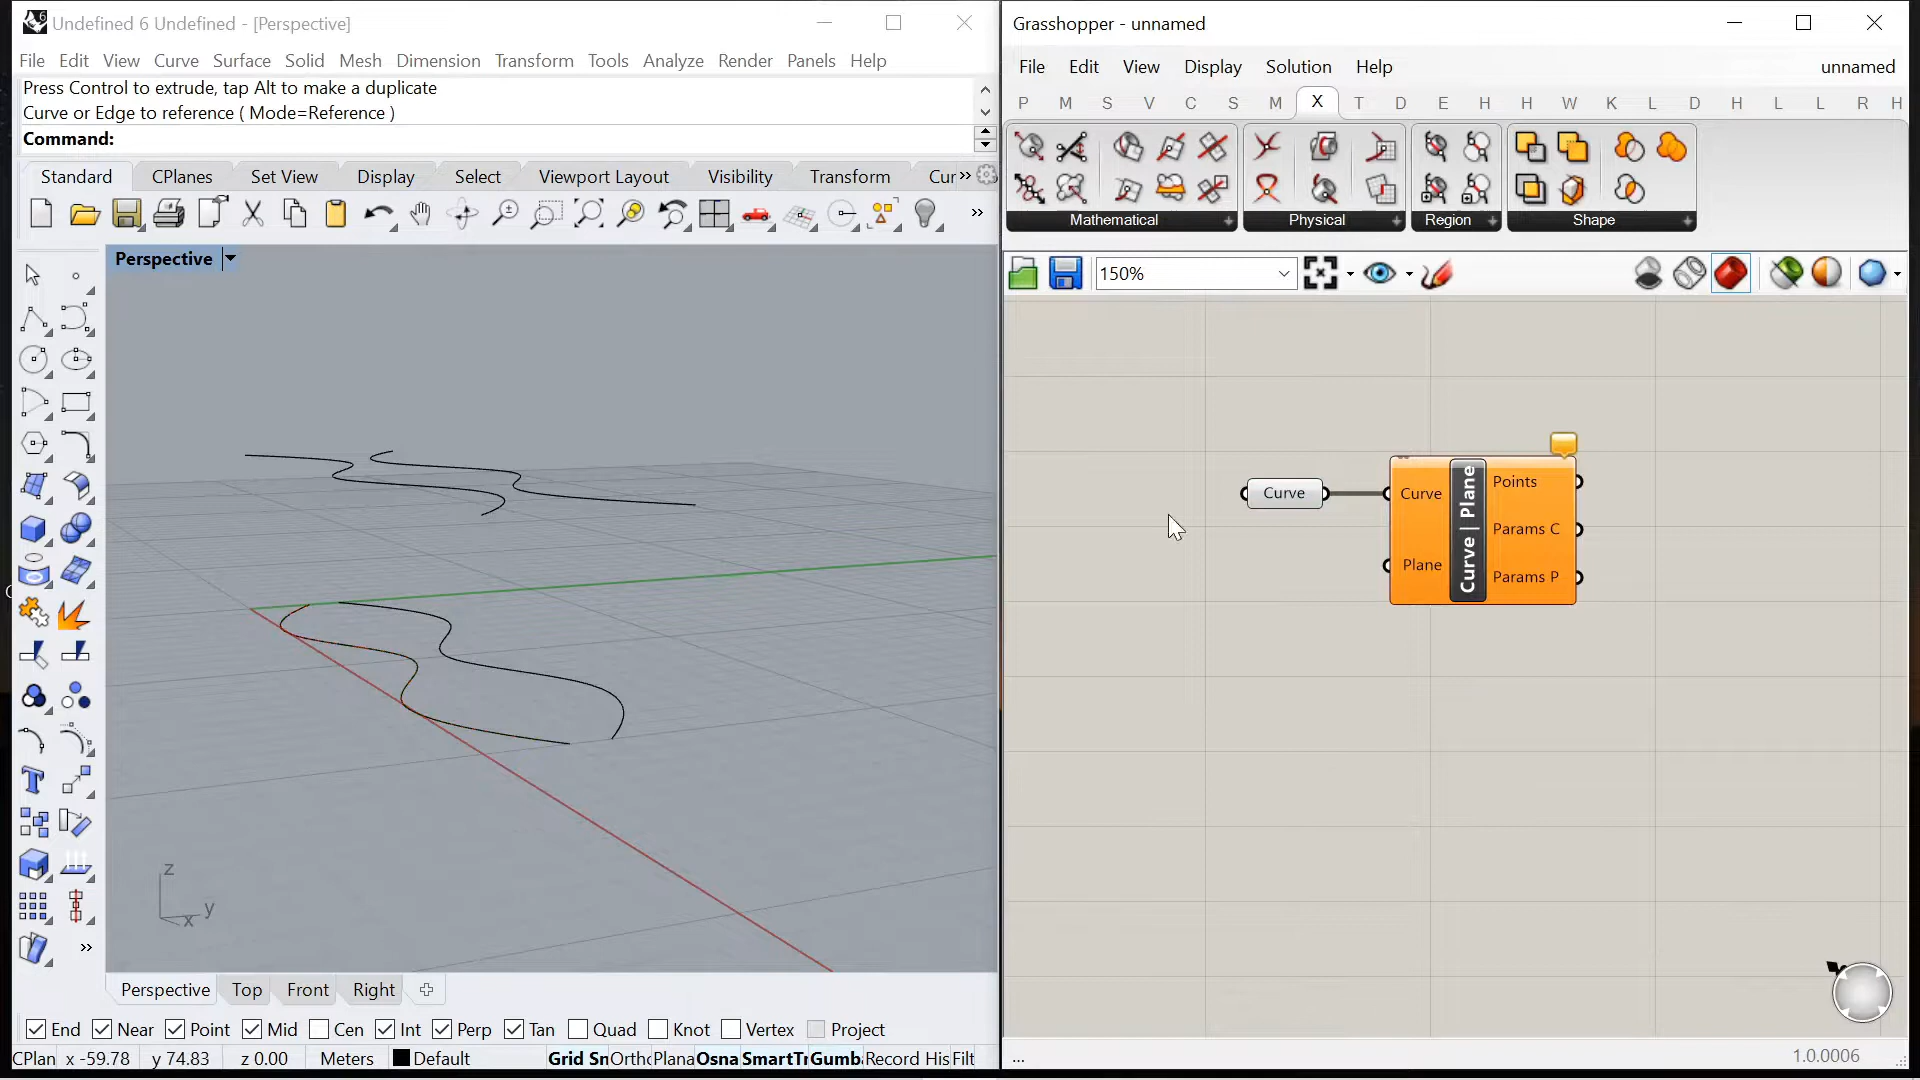 Undefined 6 Undefined - [Perspective]
File Edit View Curve Surface Solid Mesh Dimension Transform Tools Analyze Render Panels Help
Press Control to extrude, tap Alt to make a duplicate
Curve or Edge to reference ( Mode=Reference )
Command:
Standard CPlanes Set View Display Select Viewport Layout Visibility Transform Cur
Perspective
z
y
x
Perspective Top Front Right
End Near Point Mid Cen Int Perp Tan Quad Knot Vertex Project
CPlan x -59.78 y 74.83 z 0.00 Meters Default Grid Sn Ortho Plana Osna SmartTr Gumb Record His Filt
Grasshopper - unnamed
File Edit View Display Solution Help unnamed
P M S V C S M X T D E H H W K L D H L L R H
Mathematical Physical Region Shape
150%
Curve
Curve
Plane
Curve | Plane
Points
Params C
Params P
... 1.0.0006